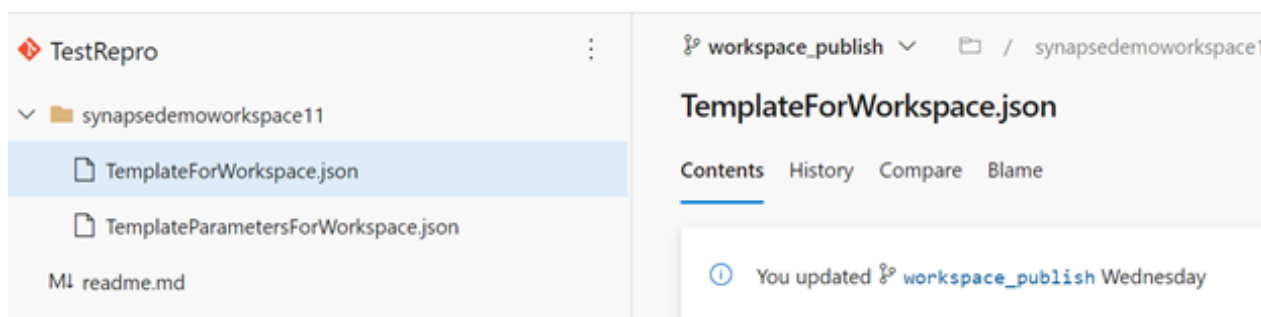 TestRepro
synapsedemoworkspace11
TemplateForWorkspace.json
TemplateParametersForWorkspace.json
M↓ readme.md
workspace_publish / synapsedemoworkspace1
TemplateForWorkspace.json
Contents History Compare Blame
You updated workspace_publish Wednesday